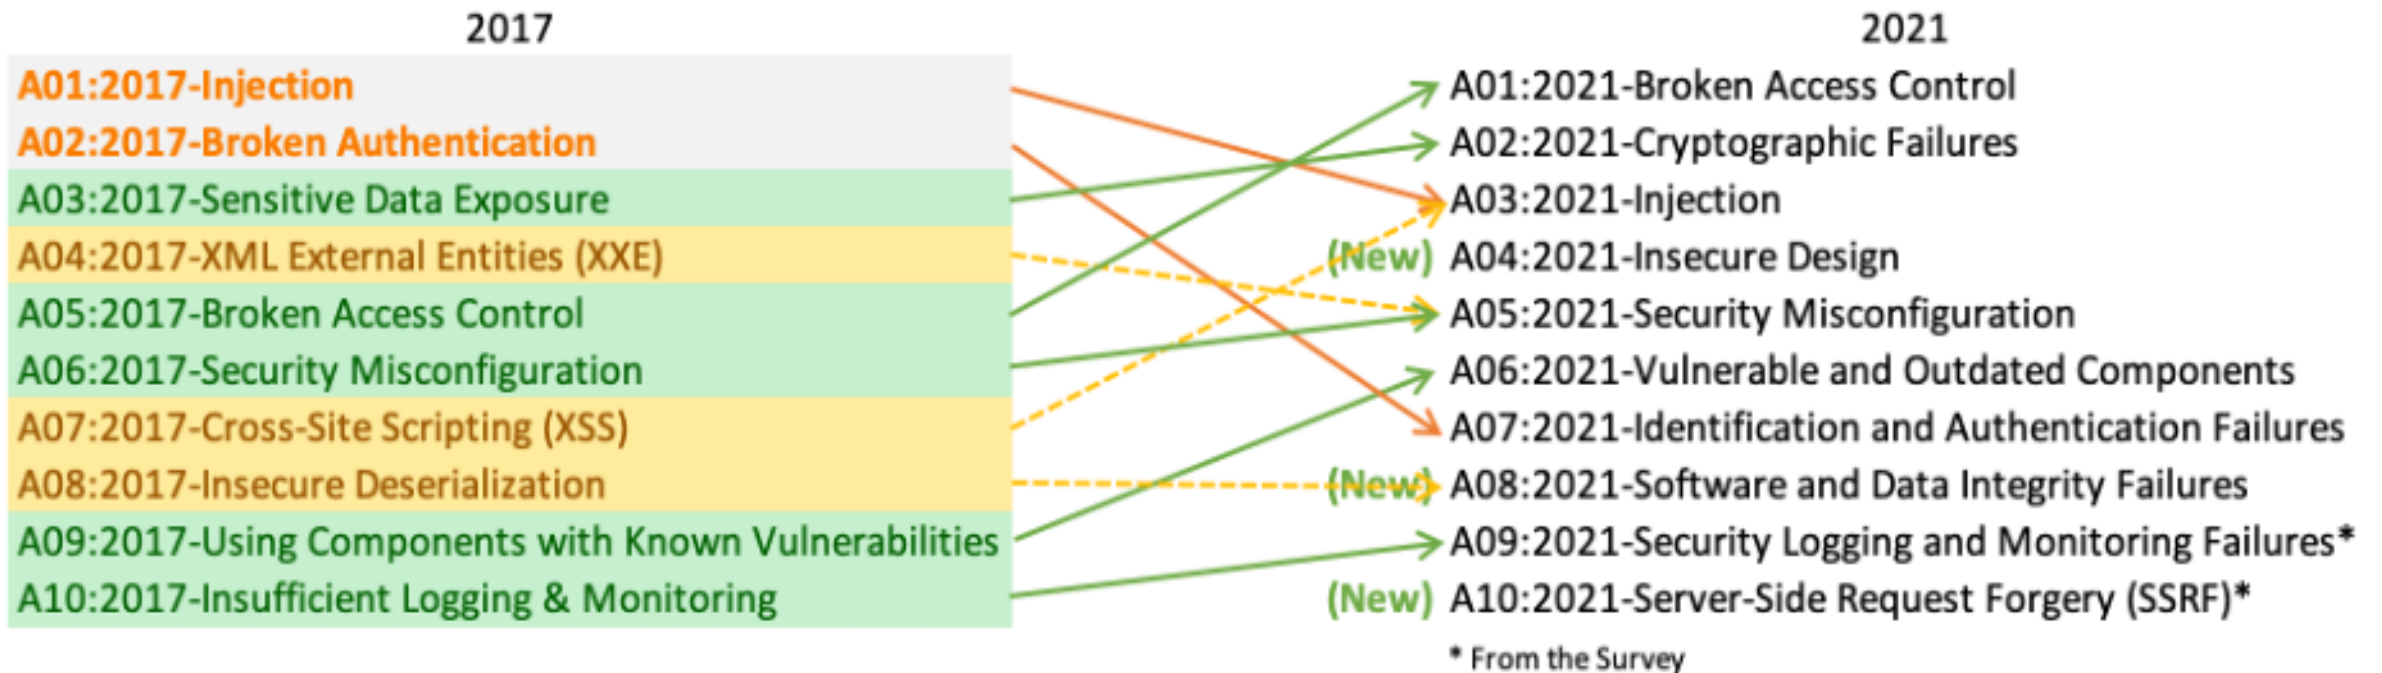 2017
A01:2017-Injection
A02:2017-Broken Authentication
A03:2017-Sensitive Data Exposure
A04:2017-XML External Entities (XXE)
A05:2017-Broken Access Control
A06:2017-Security Misconfiguration
A07:2017-Cross-Site Scripting (XSS)
A08:2017-Insecure Deserialization
A09:2017-Using Components with Known Vulnerabilities
A10:2017-Insufficient Logging & Monitoring
2021
A01:2021-Broken Access Control
A02:2021-Cryptographic Failures
A03:2021-Injection
(New) A04:2021-Insecure Design
A05:2021-Security Misconfiguration
A06:2021-Vulnerable and Outdated Components
A07:2021-Identification and Authentication Failures
(New) A08:2021-Software and Data Integrity Failures
A09:2021-Security Logging and Monitoring Failures*
(New) A10:2021-Server-Side Request Forgery (SSRF)*
* From the Survey